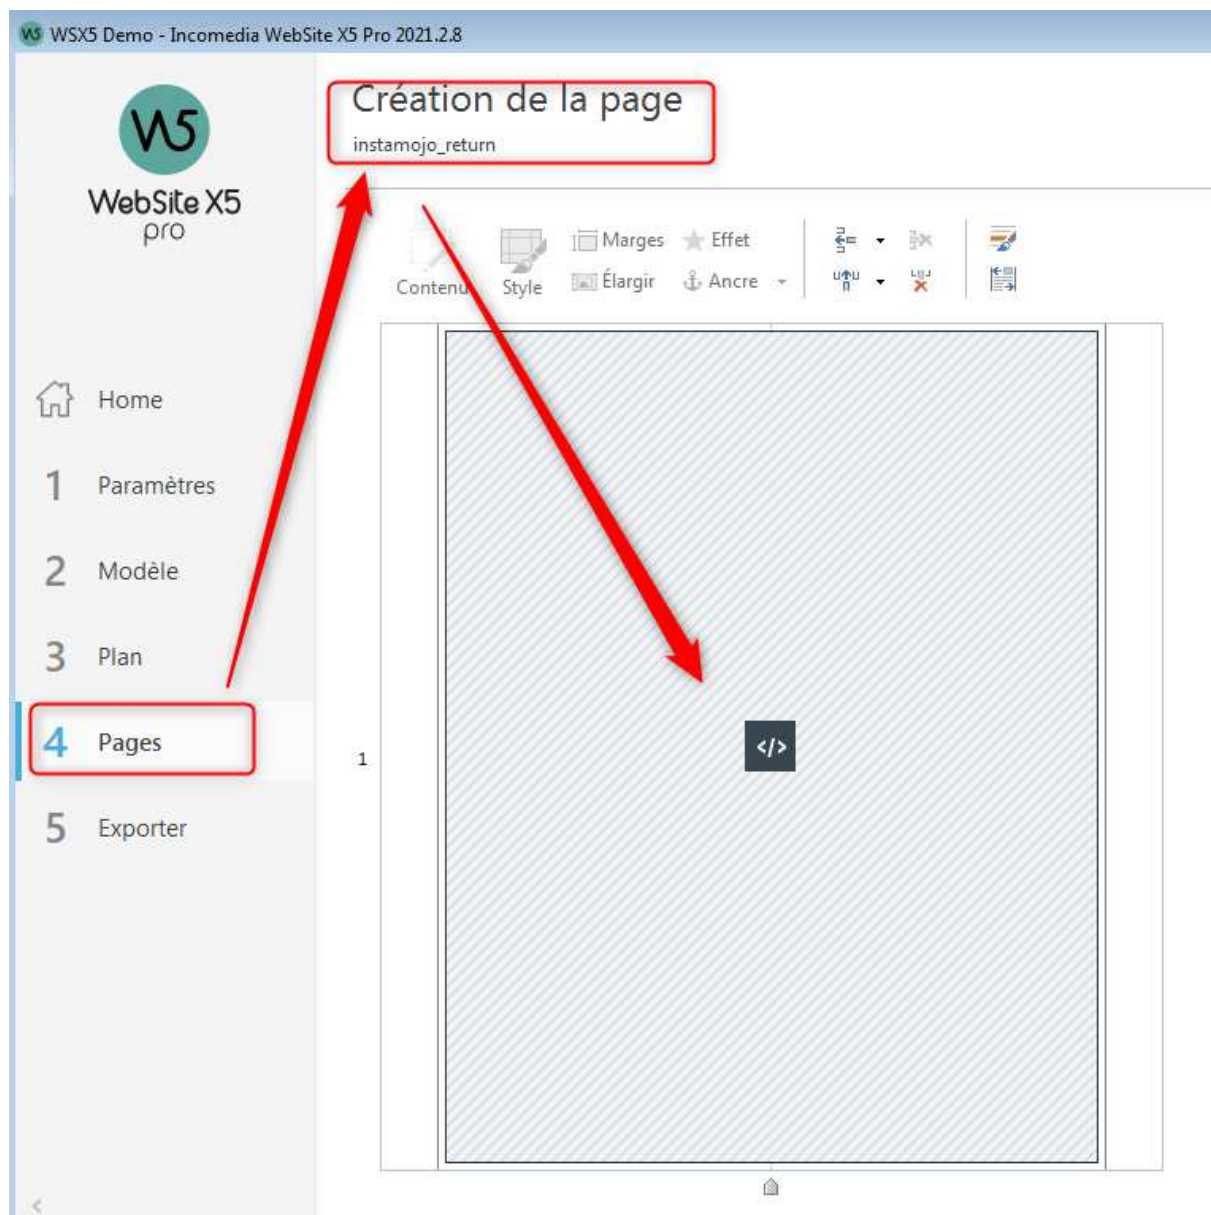 WSX5 Demo - Incomedia WebSite X5 Pro 2021.2.8
W5
WebSite X5
pro
Création de la page
instamojo_return
Marges
Effet
Contenu
Style
Élargir
Ancre
Home
1 Paramètres
2 Modèle
3 Plan
4 Pages
5 Exporter
1
</>